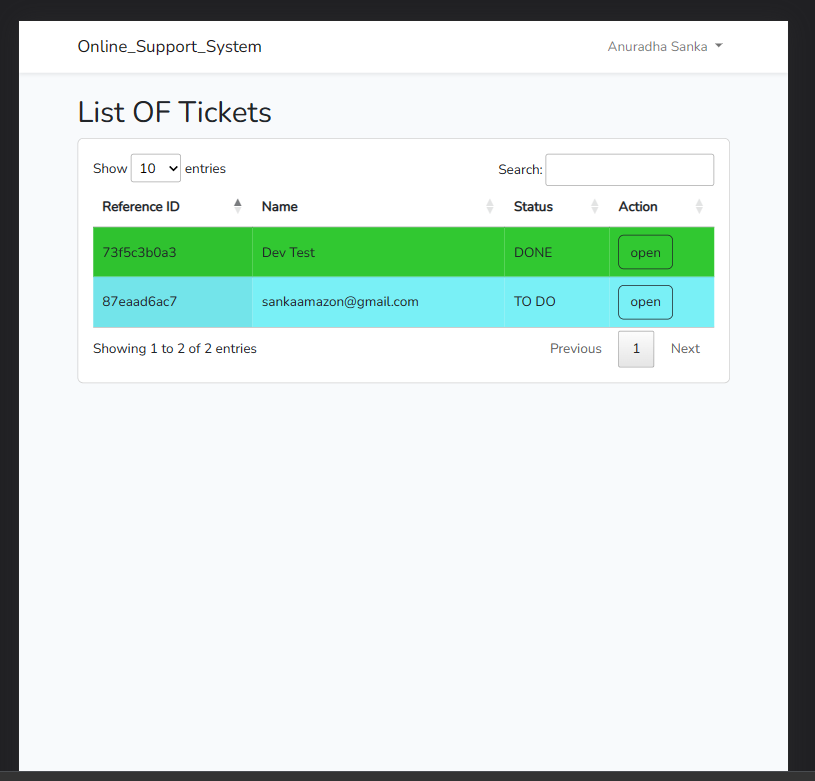 Online_Support_System Anuradha Sanka
List OF Tickets
Show 10 entries Search:
Reference ID Name Status Action
73f5c3b0a3 Dev Test DONE open
87eaad6ac7 sankaamazon@gmail.com TO DO open
Showing 1 to 2 of 2 entries Previous 1 Next